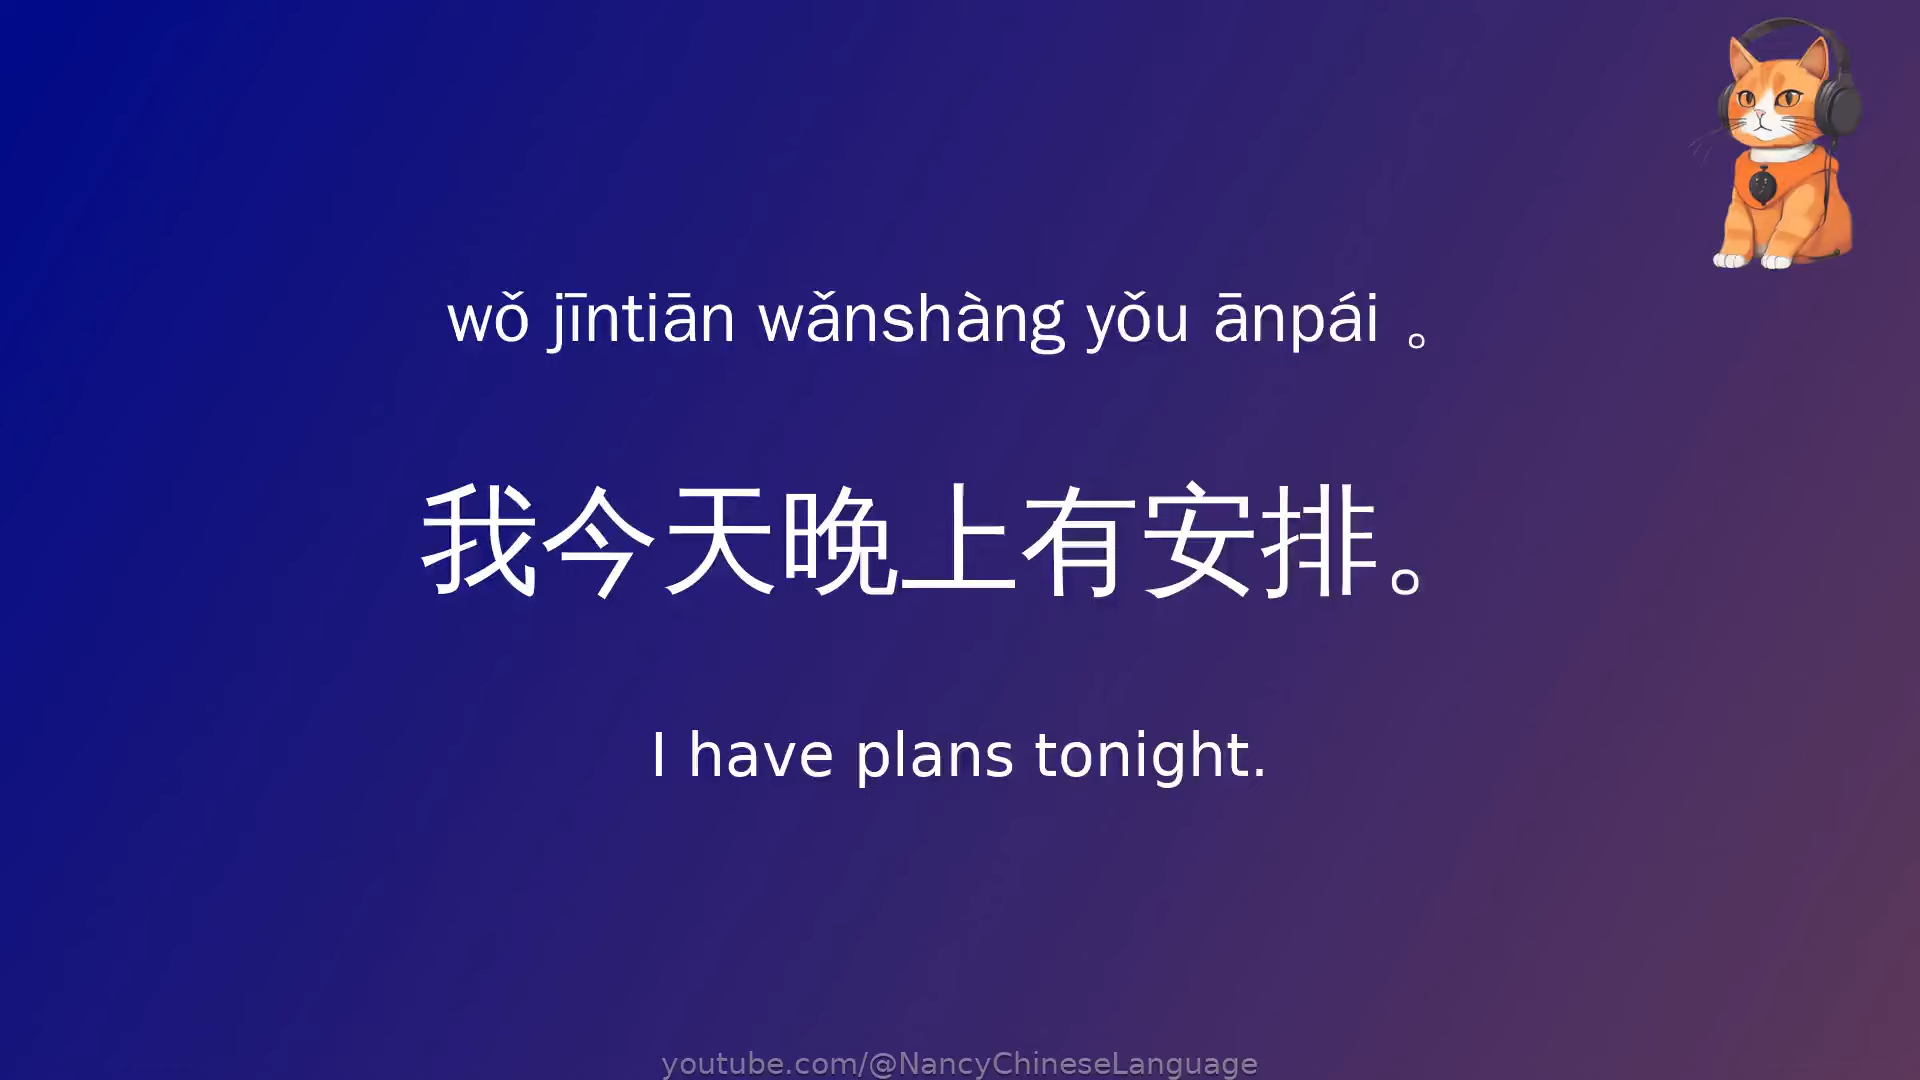 wǒ jīntiān wǎnshàng yǒu ānpái 。
我今天晚上有安排。
I have plans tonight.
youtube.com/@NancyChineseLanguage